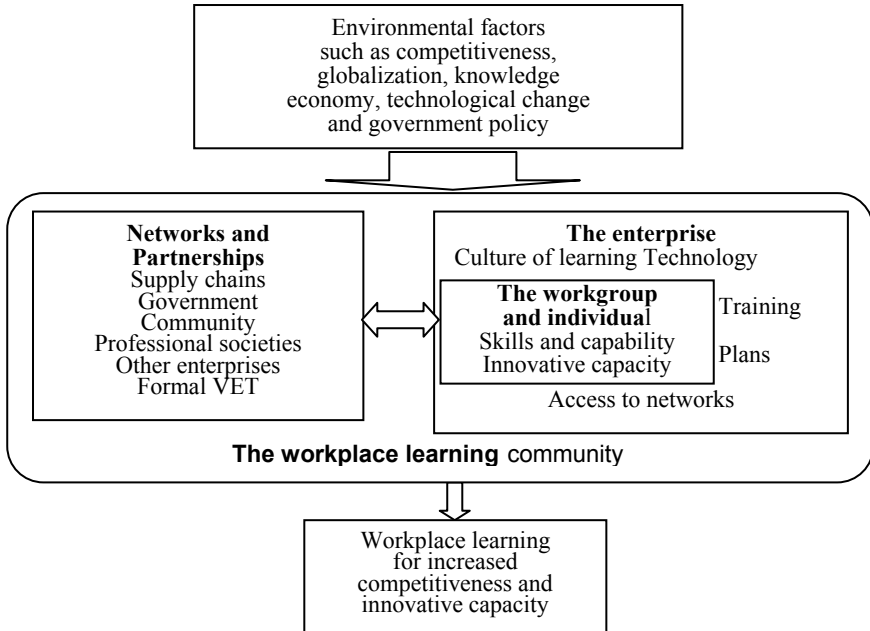 Environmental factors
such as competitiveness,
globalization, knowledge
economy, technological change
and government policy
Networks and
Partnerships
Supply chains
Government
Community
Professional societies
Other enterprises
Formal VET
The enterprise
Culture of learning Technology
The workgroup
and individual
Skills and capability
Innovative capacity
Training
Plans
Access to networks
The workplace learning community
Workplace learning
for increased
competitiveness and
innovative capacity